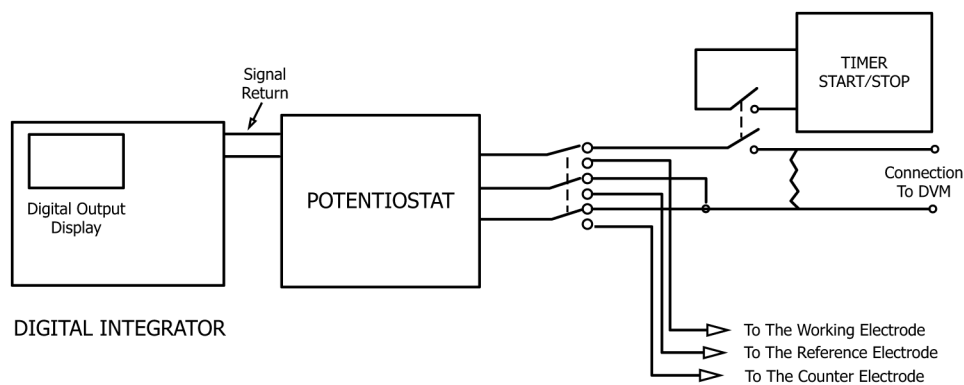 Signal
Return
TIMER
START/STOP
POTENTIOSTAT
Connection
To DVM
Digital Output
Display
DIGITAL INTEGRATOR
To The Working Electrode
To The Reference Electrode
To The Counter Electrode